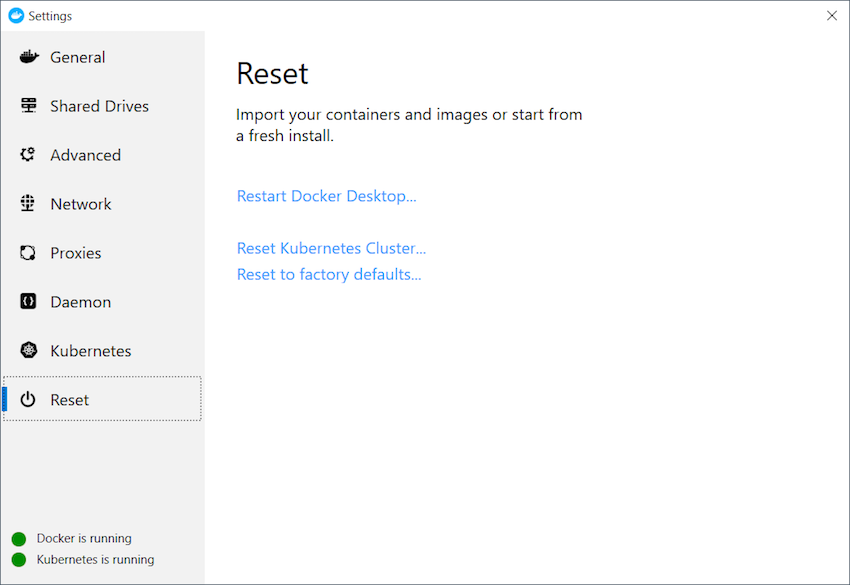 Settings
General
Shared Drives
Advanced
Network
Proxies
Daemon
Kubernetes
Reset
Docker is running
Kubernetes is running
Reset
Import your containers and images or start from
a fresh install.
Restart Docker Desktop...
Reset Kubernetes Cluster...
Reset to factory defaults...